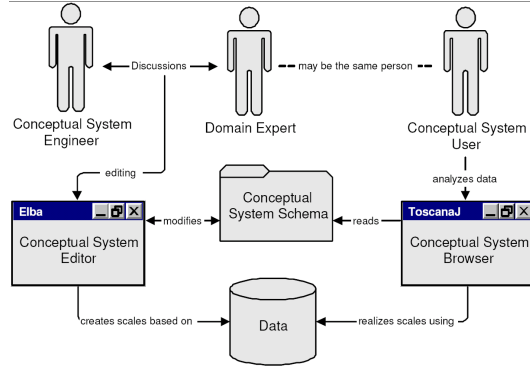 Discussions
may be the same person
Conceptual System
Engineer
Domain Expert
Conceptual System
User
editing
analyzes data
Elba
Conceptual System
Editor
modifies
Conceptual
System Schema
reads
ToscanaJ
Conceptual System
Browser
creates scales based on
Data
realizes scales using